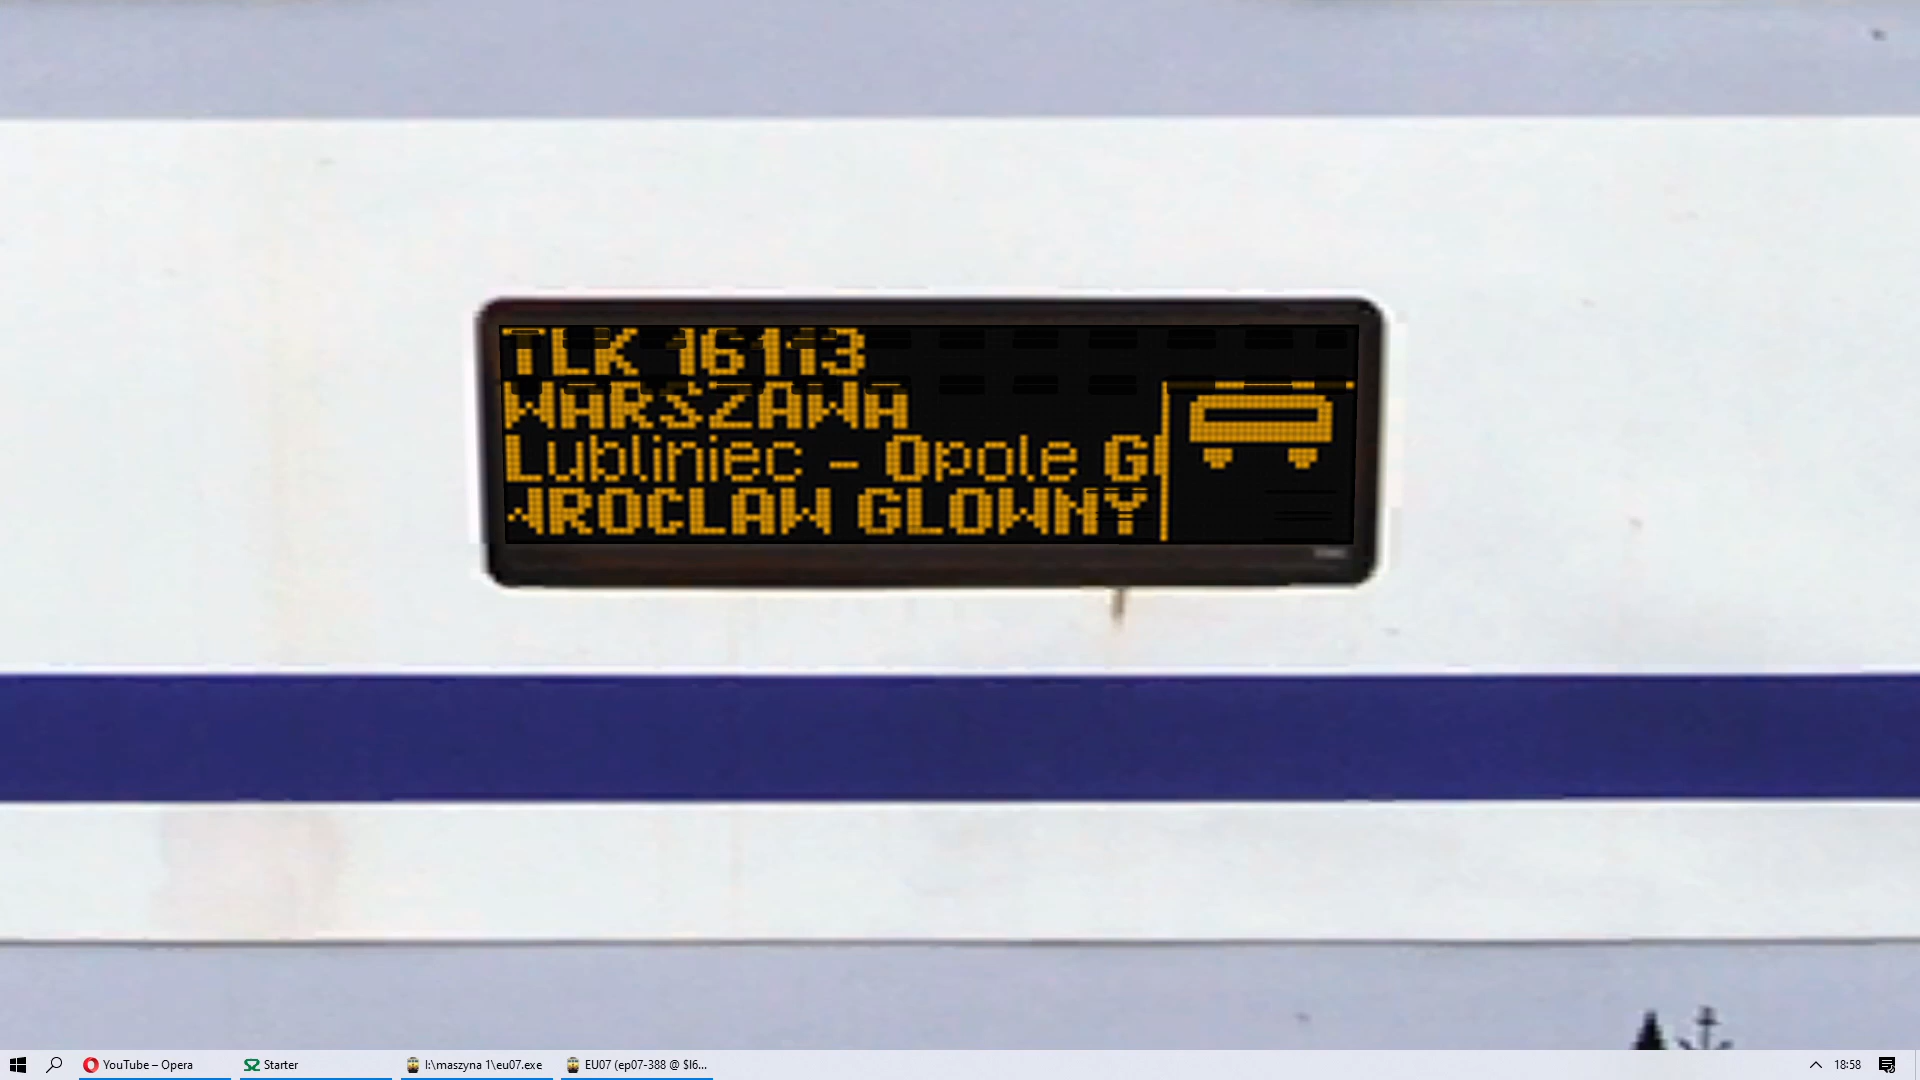 TLK 16113
WARSZAWA
Lubliniec - Opole G
WROCLAW GLOWNY
YouTube – Opera
Starter
I:\maszyna 1\eu07.exe
EU07 (ep07-388 @ $l6...
18:58